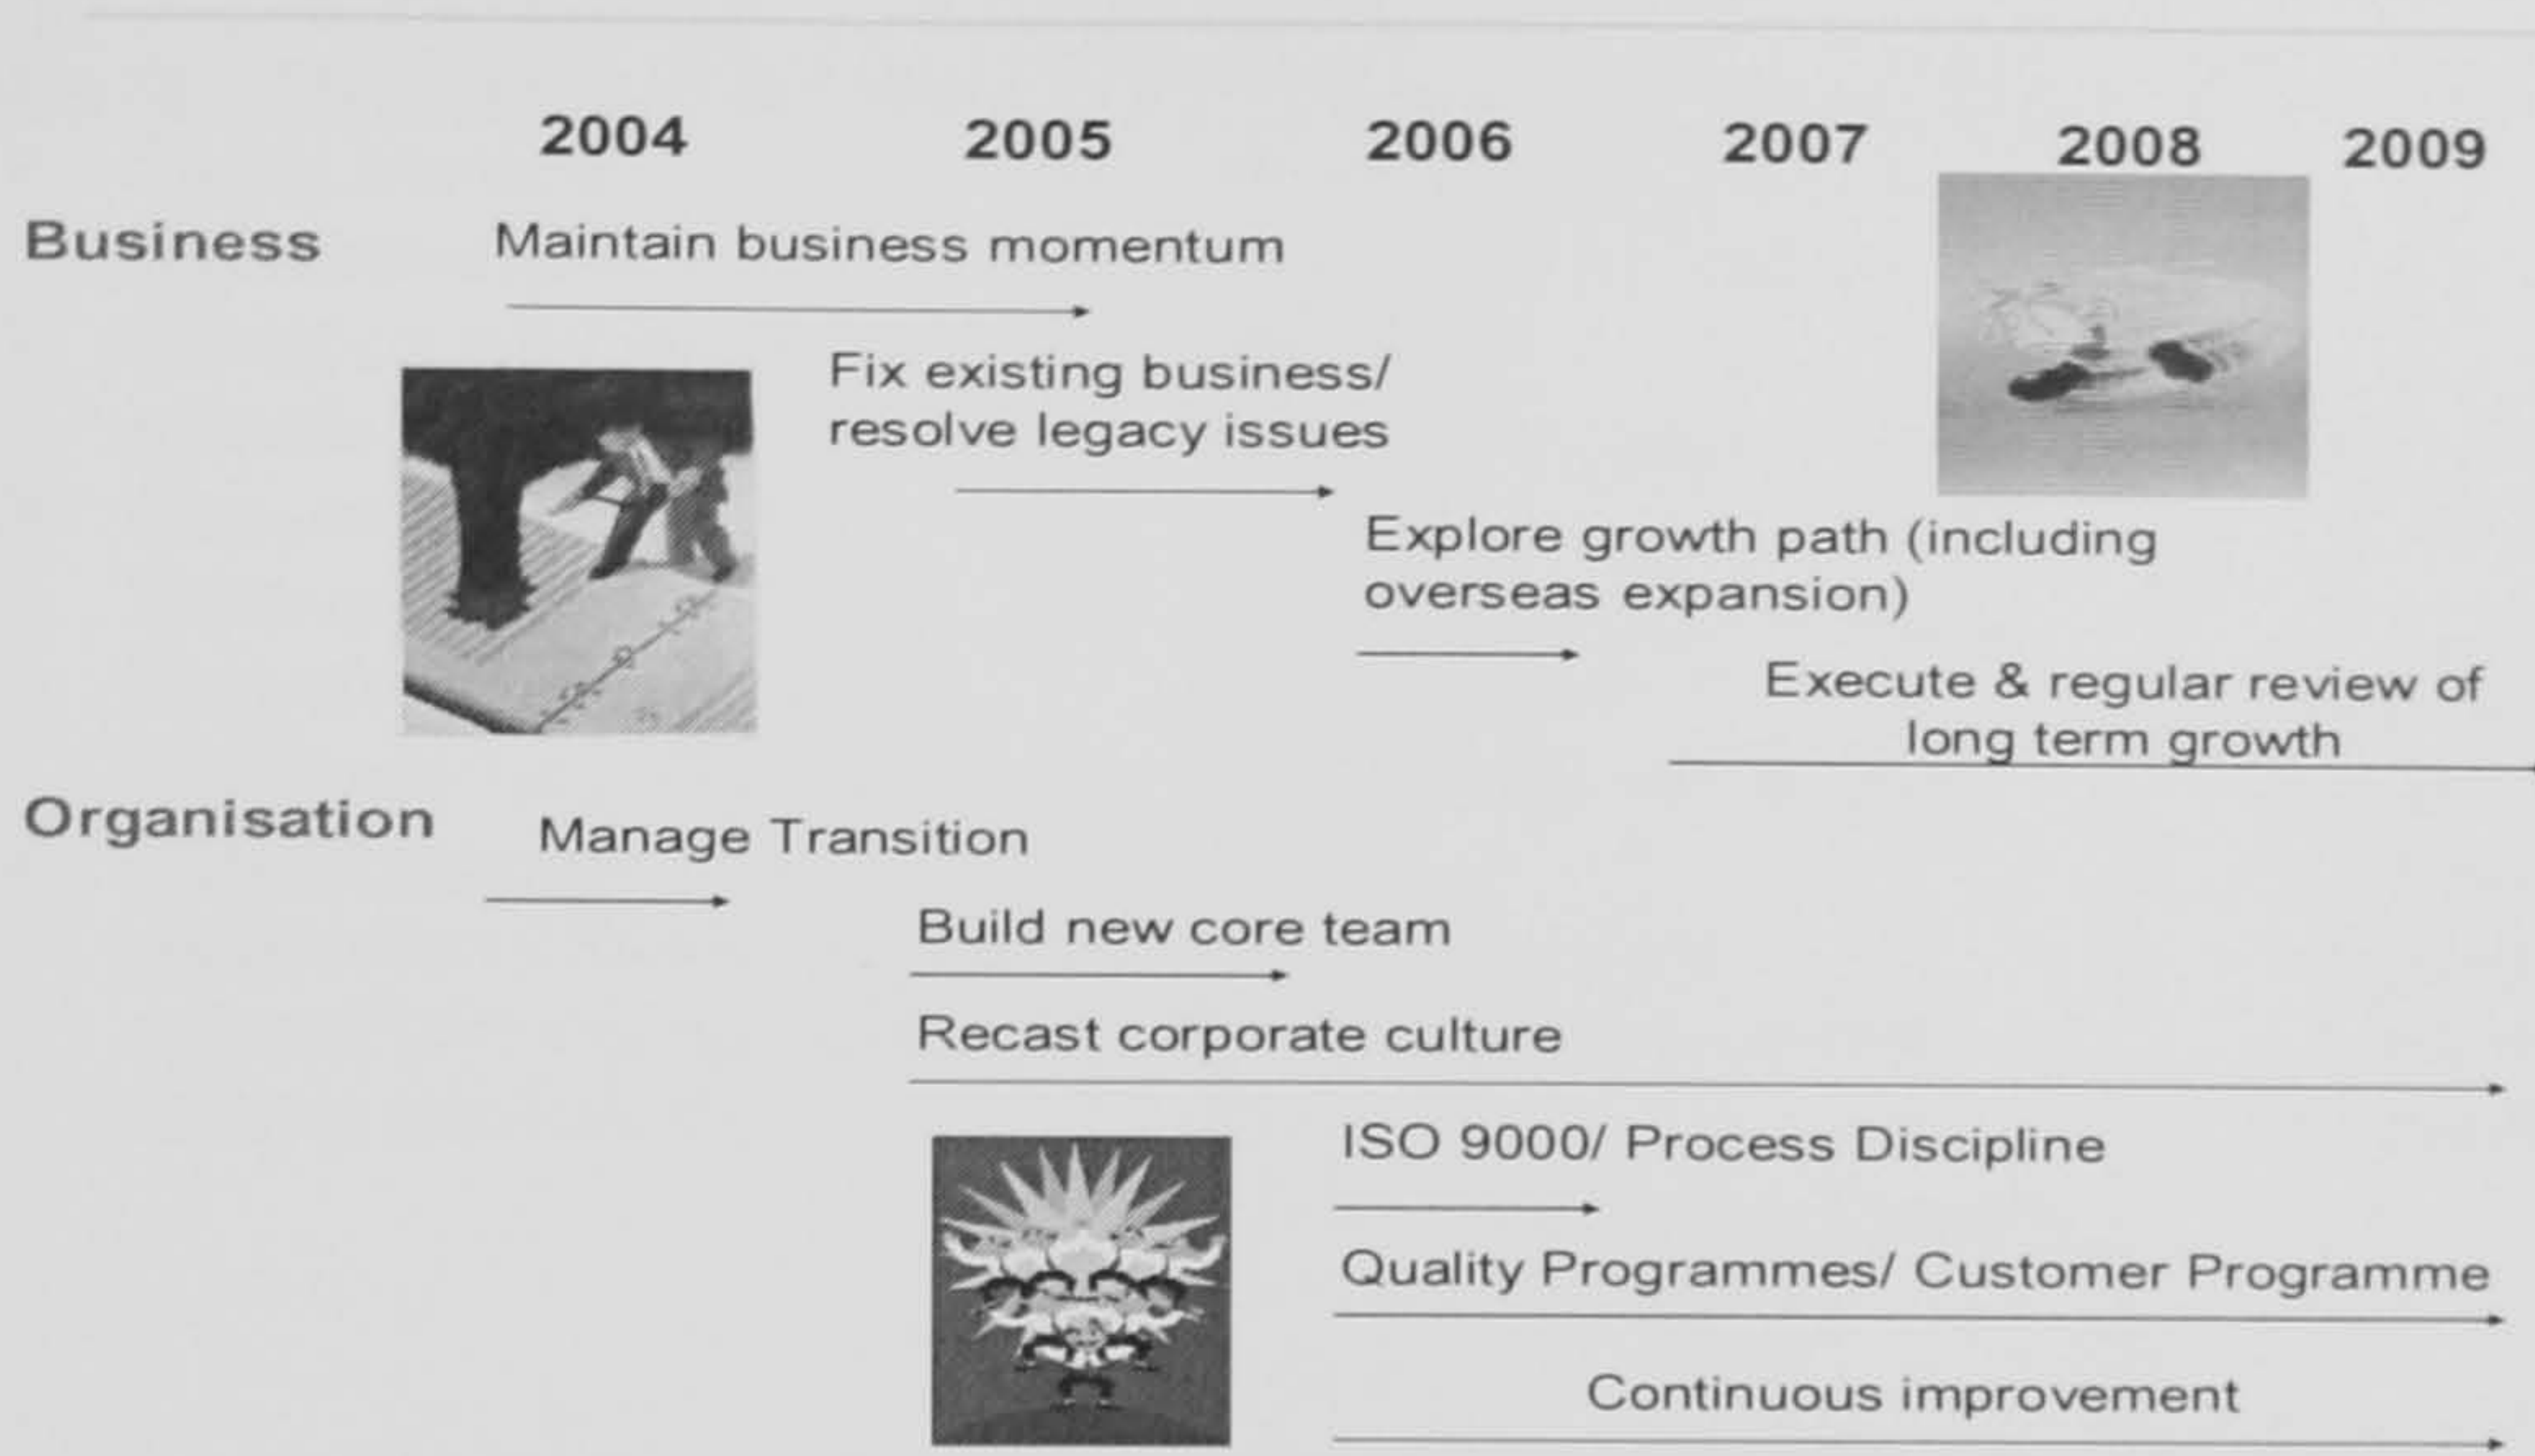 2004 2005 2006 2007 2008 2009
Business
Maintain business momentum
Fix existing business/
resolve legacy issues
Explore growth path (including
overseas expansion)
Execute & regular review of
long term growth
Organisation
Manage Transition
Build new core team
Recast corporate culture
ISO 9000/ Process Discipline
Quality Programmes/ Customer Programme
Continuous improvement